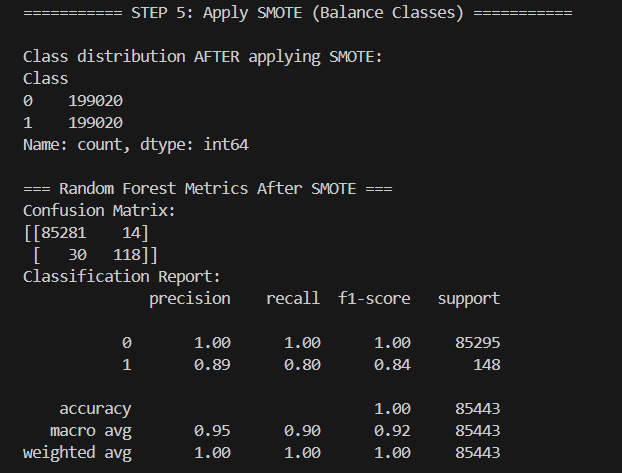 =========== STEP 5: Apply SMOTE (Balance Classes) ===========
Class distribution AFTER applying SMOTE:
Class
0    199020
1    199020
Name: count, dtype: int64
=== Random Forest Metrics After SMOTE ===
Confusion Matrix:
[[85281    14]
 [   30   118]]
Classification Report:
              precision    recall  f1-score   support
           0       1.00      1.00      1.00     85295
           1       0.89      0.80      0.84       148
    accuracy                           1.00     85443
   macro avg       0.95      0.90      0.92     85443
weighted avg       1.00      1.00      1.00     85443